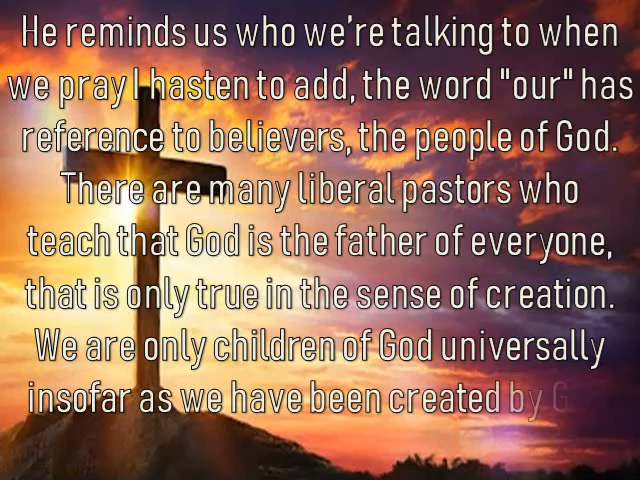 He reminds us who we're talking to when
we pray I hasten to add, the word "our" has
reference to believers, the people of God.
There are many liberal pastors who
teach that God is the father of everyone,
that is only true in the sense of creation.
We are only children of God universally
insofar as we have been created by G